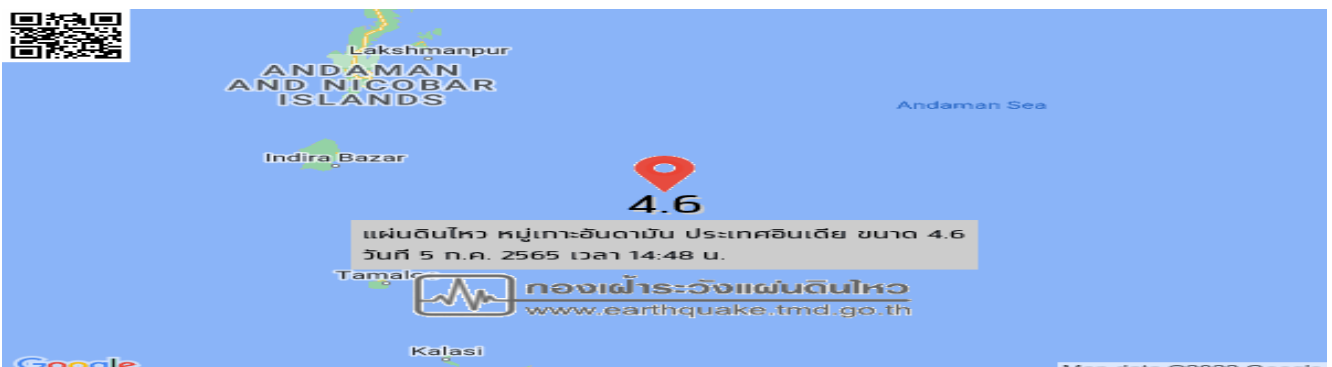 Lakshmanpur
ANDAMAN
AND NICOBAR
ISLANDS
Andaman Sea
Indira Bazar
4.6
แผ่นดินไหว หมู่เกาะอันดามัน ประเทศอินเดีย ขนาด 4.6
วันที่ 5 ก.ค. 2565 เวลา 14:48 น.
กองเฝ้าระวังแผ่นดินไหว
www.earthquake.tmd.go.th
Kalasi
Google